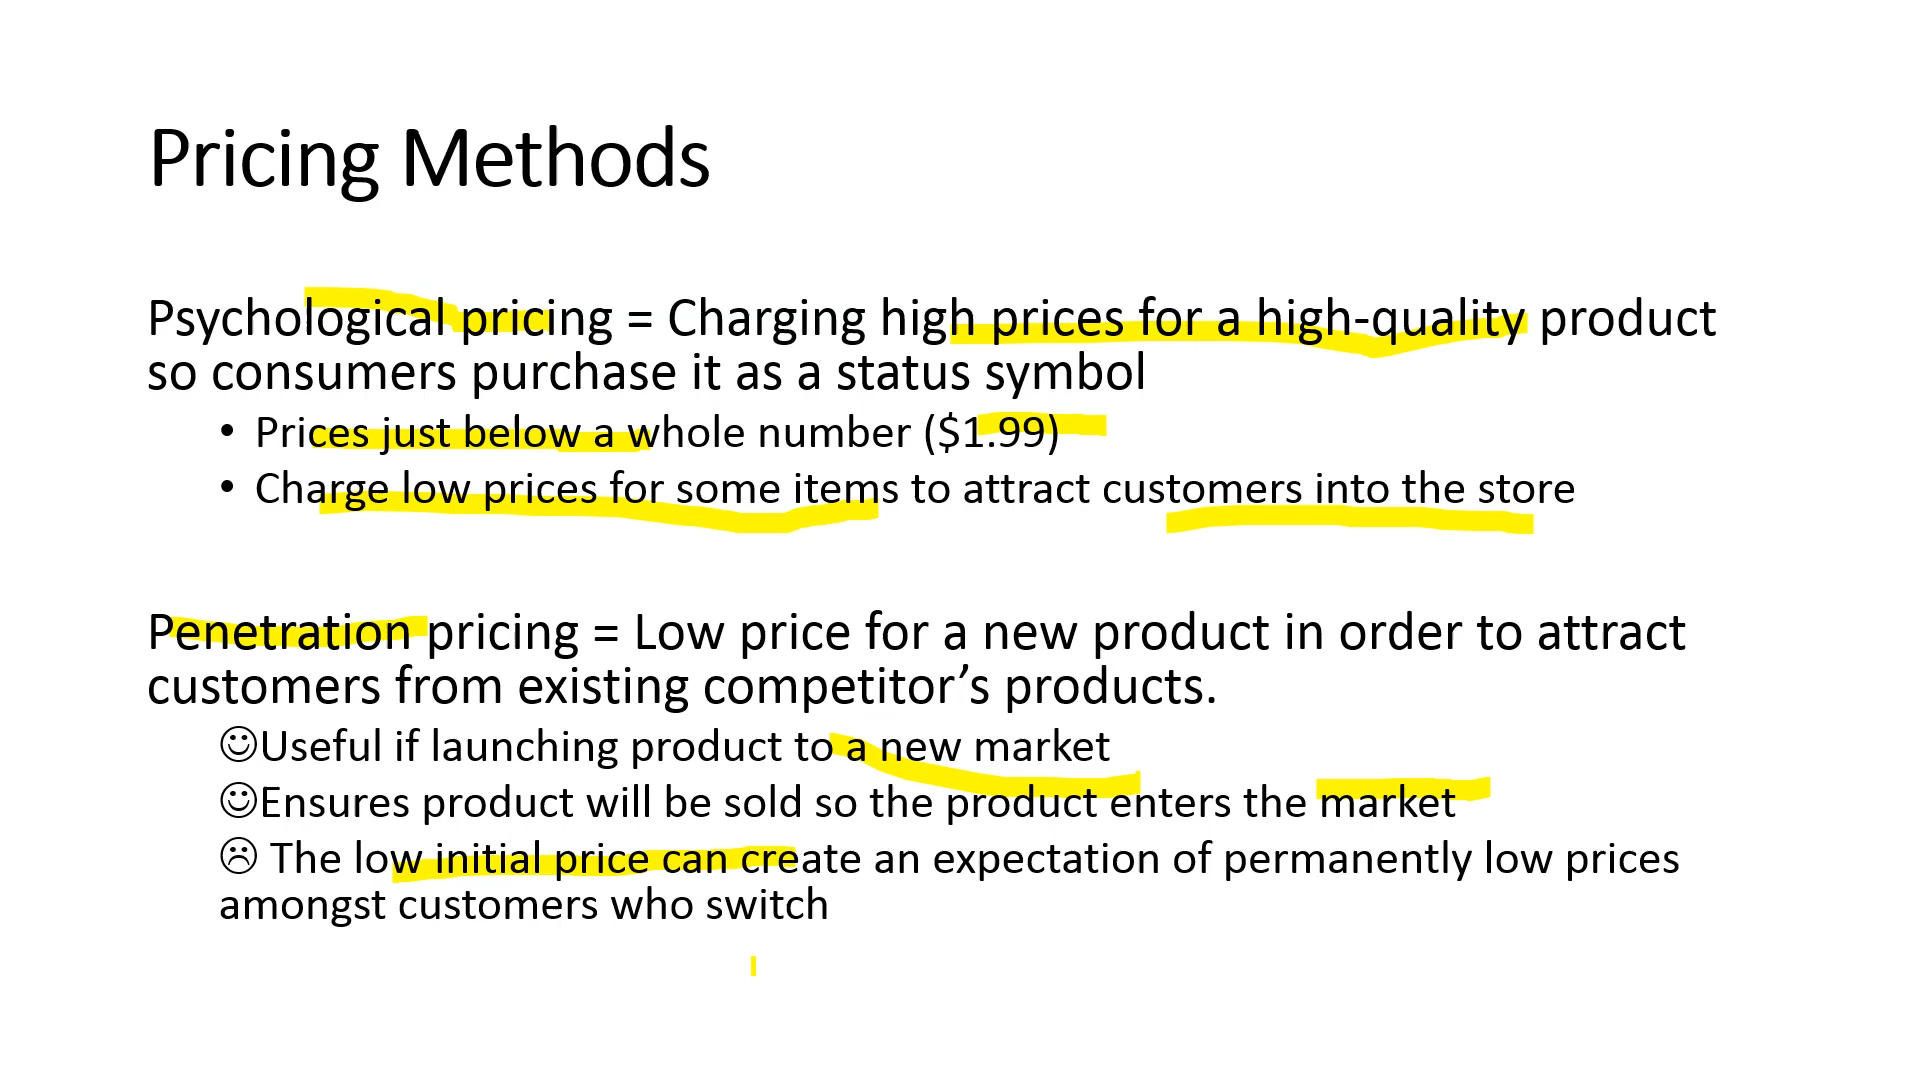 Pricing Methods
Psychological pricing = Charging high prices for a high-quality product
so consumers purchase it as a status symbol
• Prices just below a whole number ($1.99)
• Charge low prices for some items to attract customers into the store
Penetration pricing = Low price for a new product in order to attract
customers from existing competitor’s products.
☺Useful if launching product to a new market
☺Ensures product will be sold so the product enters the market
☹ The low initial price can create an expectation of permanently low prices
amongst customers who switch